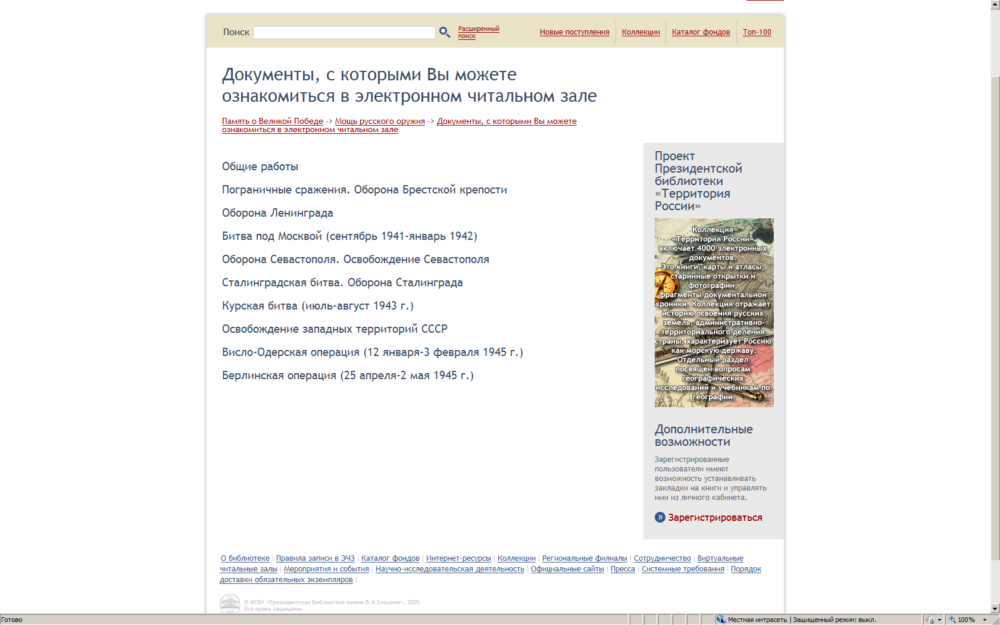 Поиск
Расширенный
поиск
Новые поступления
Коллекции
Каталог фондов
Топ-100
Документы, с которыми Вы можете
ознакомиться в электронном читальном зале
Память о Великой Победе -> Мощь русского оружия -> Документы, с которыми Вы можете
ознакомиться в электронном читальном зале
Общие работы
Пограничные сражения. Оборона Брестской крепости
Оборона Ленинграда
Битва под Москвой (сентябрь 1941-январь 1942)
Оборона Севастополя. Освобождение Севастополя
Сталинградская битва. Оборона Сталинграда
Курская битва (июль-август 1943 г.)
Освобождение западных территорий СССР
Висло-Одерская операция (12 января-3 февраля 1945 г.)
Берлинская операция (25 апреля-2 мая 1945 г.)
Проект
Президентской
библиотеки
«Территория
России»
Коллекция
«Территория России»
включает 4000 электронных
документов.
Это книги, карты и атласы,
старинные открытки и
фотографии,
фрагменты документальной
хроники. Коллекция отражает
историю освоения русских
земель, административно-
территориального деления
страны, характеризует Россию
как морскую державу.
Отдельный раздел
посвящен вопросам
географических
исследований и учебникам по
географии.
Дополнительные
возможности
Зарегистрированные
пользователи имеют
возможность устанавливать
закладки на книги и управлять
ими из личного кабинета.
Зарегистрироваться
О библиотеке | Правила записи в ЭЧЗ | Каталог фондов | Интернет-ресурсы | Коллекции | Региональные филиалы | Сотрудничество | Виртуальные
читальные залы | Мероприятия и события | Научно-исследовательская деятельность | Официальные сайты | Пресса | Системные требования | Порядок
доставки обязательных экземпляров |
© ФГБУ «Президентская библиотека имени Б.Н.Ельцина», 2009.
Все права защищены.
Готово
Местная интрасеть | Защищенный режим: выкл.
100%